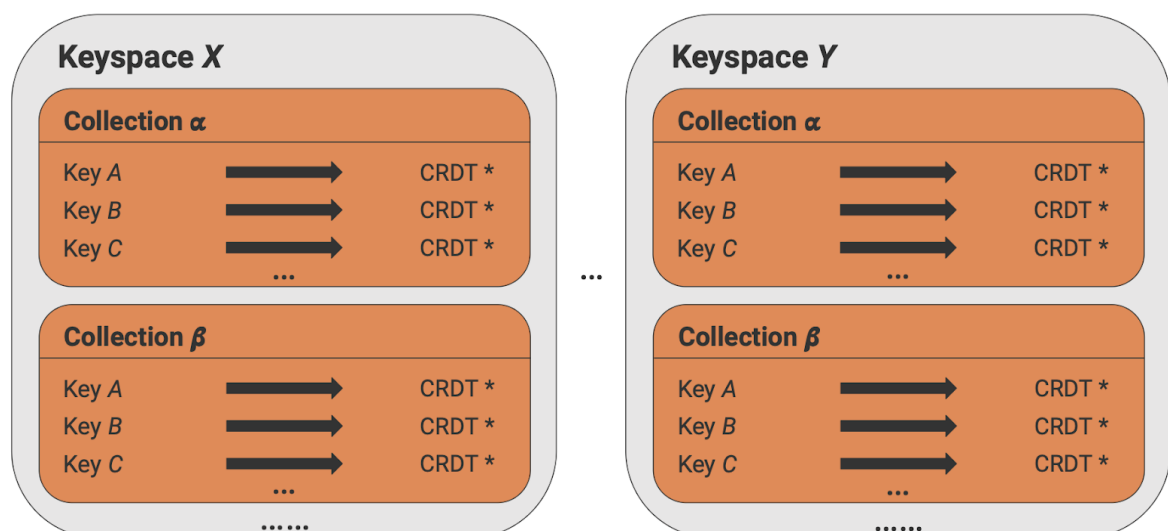 Keyspace X
Collection α
Key A CRDT *
Key B CRDT *
Key C CRDT *
...
Collection β
Key A CRDT *
Key B CRDT *
Key C CRDT *
...
......
...
Keyspace Y
Collection α
Key A CRDT *
Key B CRDT *
Key C CRDT *
...
Collection β
Key A CRDT *
Key B CRDT *
Key C CRDT *
...
......